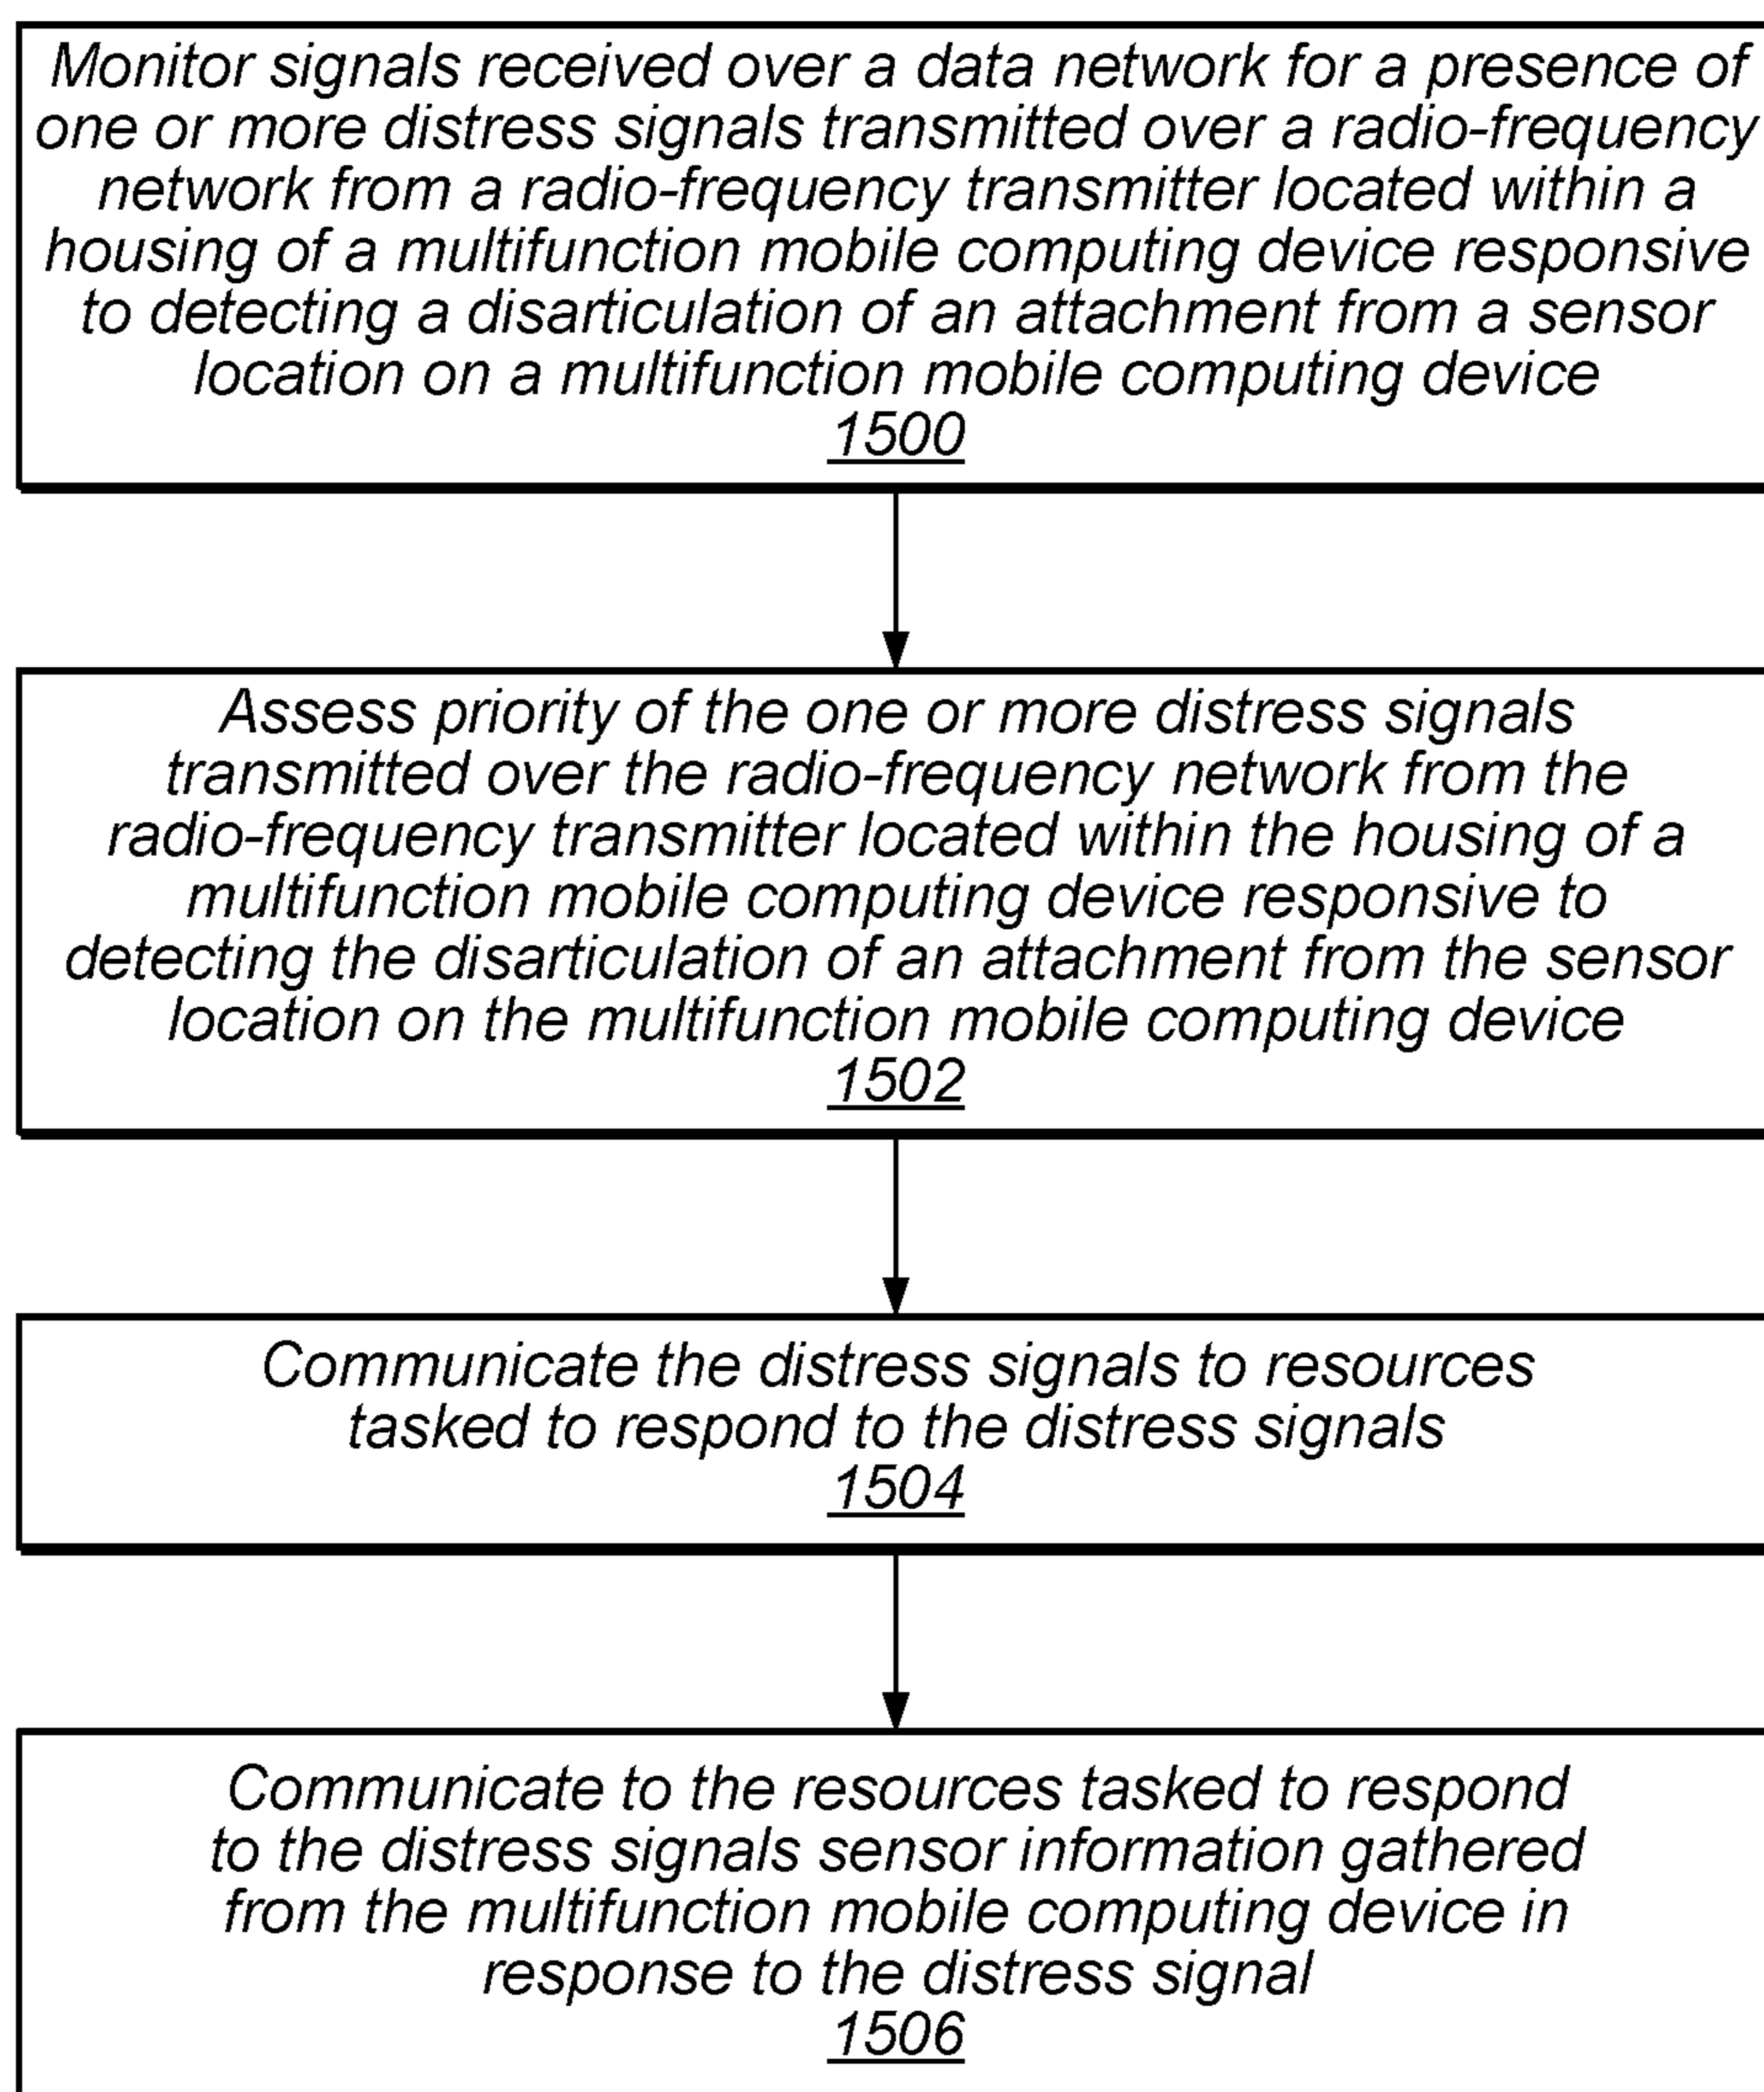 Monitor signals received over a data network for a presence of
one or more distress signals transmitted over a radio-frequency
network from a radio-frequency transmitter located within a
housing of a multifunction mobile computing device responsive
to detecting a disarticulation of an attachment from a sensor
location on a multifunction mobile computing device
1500
Assess priority of the one or more distress signals
transmitted over the radio-frequency network from the
radio-frequency transmitter located within the housing of a
multifunction mobile computing device responsive to
detecting the disarticulation of an attachment from the sensor
location on the multifunction mobile computing device
1502
Communicate the distress signals to resources
tasked to respond to the distress signals
1504
Communicate to the resources tasked to respond
to the distress signals sensor information gathered
from the multifunction mobile computing device in
response to the distress signal
1506